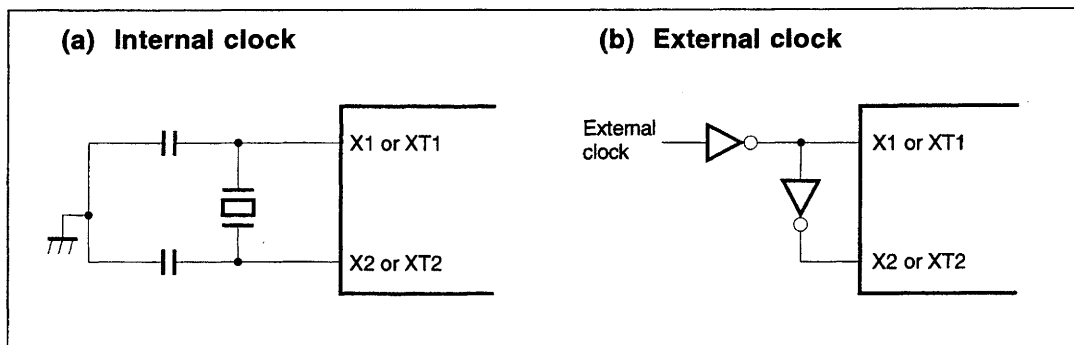 (a) Internal clock
X1 or XT1
X2 or XT2
(b) External clock
External
clock
X1 or XT1
X2 or XT2